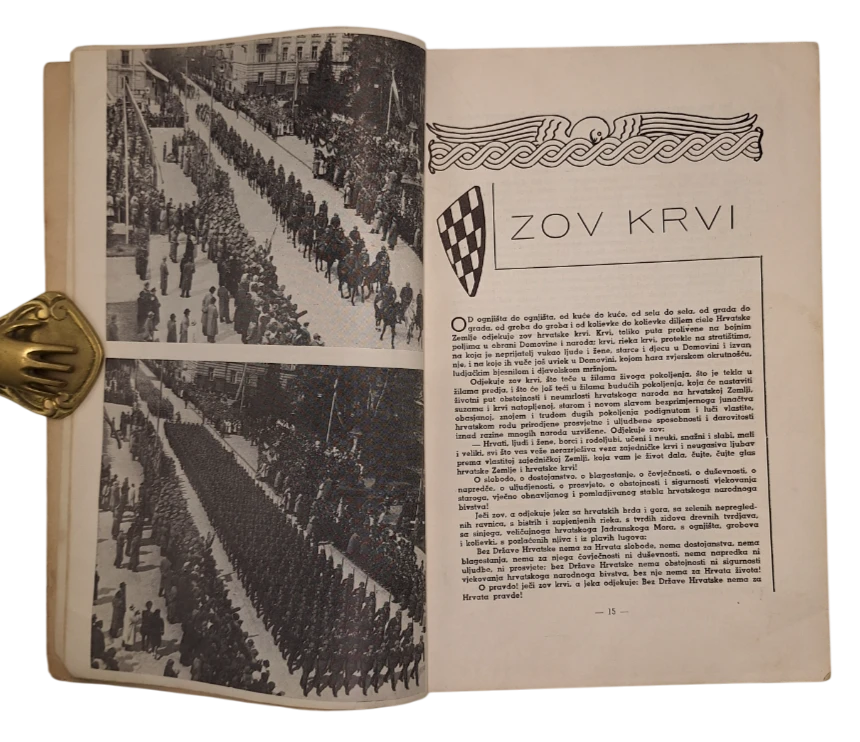 ZOV KRVI
OD ognjišta do ognjišta, od kuće do kuće, od sela do sela, od grada do
grada, od groba do groba i od kolievke do kolievke diljem ciele Hrvatske
Zemlje odjekuje zov hrvatske krvi. Krvi, toliko puta prolivene na bojnim
poljima u obrani Domovine i naroda; krvi, rieka krvi, protekle na stratištima,
na koja je neprijatelj vukao ljude i žene, starce i djecu u Domovini i izvan
nje, i na koja ih vuče još uviek u Domovini, kojom hara zvjerskom okrutnošću,
ludjačkim bjesnilom i djavolskom mržnjom.
Odjekuje zov krvi, što teče u žilama živoga pokoljenja, što je tekla u
žilama predja, i što će još teći u žilama budućih pokoljenja, koja će nastaviti
životni put obstojnosti i neumrlosti hrvatskoga naroda na hrvatskoj Zemlji,
suzama i krvi natopljenoj, starom i novom slavom besprimjernoga junačtva
obasjanoj, znojem i trudom dugih pokoljenja podignutom i luči vlastite,
hrvatskom rodu prirodjene prosvjetne i uljudbene sposobnosti i darovitosti
iznad razine mnogih naroda uzvišene. Odjekuje zov:
— Hrvati, ljudi i žene, borci i rodoljubi, učeni i neuki, snažni i slabi, mali
i veliki, svi što vas veže nerazrješiva veza zajedničke krvi i neugasiva ljubav
prema vlastitoj zajedničkoj Zemlji, koja vam je život dala, čujte, čujte glas
hrvatske Zemlje i hrvatske krvi!
O slobodo, o dostojanstvo, o blagostanje, o čovječnosti, o duševnosti, o
napredče, o uljudjenosti, o prosvjeto, o obstojnosti i sigurnosti vjekovanja
staroga, vječno obnavljanog i pomladjivanog stabla hrvatskoga narodnoga
bivstva!
Ječi zov, a odjekuje jeka sa hrvatskih brda i gora, sa zelenih nepregled-
nih ravnica, s bistrih i zapjenjenih rieka, s tvrdih zidova drevnih tvrdjava,
sa sinjega, veličajnoga hrvatskoga Jadranskoga Mora, s ognjišta, grobova
i kolievki, s pozlaćenih njiva i iz plavih lugova:
Bez Države Hrvatske nema za Hrvata slobode, nema dostojanstva, nema
blagostanja, nema za njega čovječnosti ni duševnosti, nema napredka ni
uljudbe, ni prosvjete; bez Države Hrvatske nema obstojnosti ni sigurnosti
vjekovanja hrvatskoga narodnoga bivstva, bez nje nema za Hrvata života!
O pravdo! ječi zov krvi, a jeka odjekuje: Bez Države Hrvatske nema za
Hrvata pravde!
— 15 —